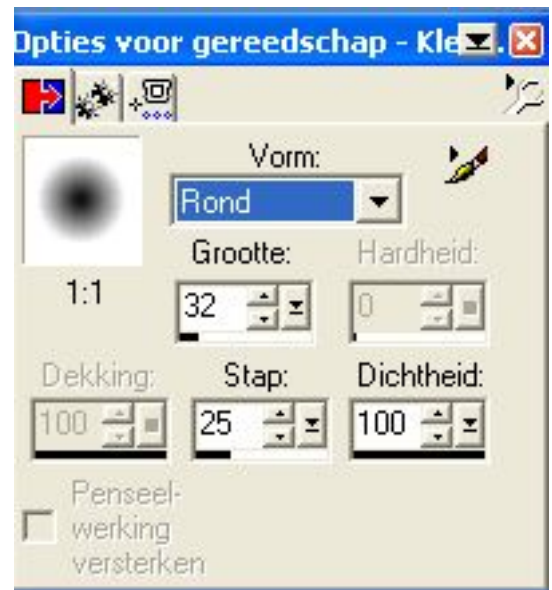 Opties voor gereedschap - Kle
Vorm:
Rond
1:1
Grootte: Hardheid:
32 0
Dekking: Stap: Dichtheid:
100 25 100
Penseel-
werking
versterken